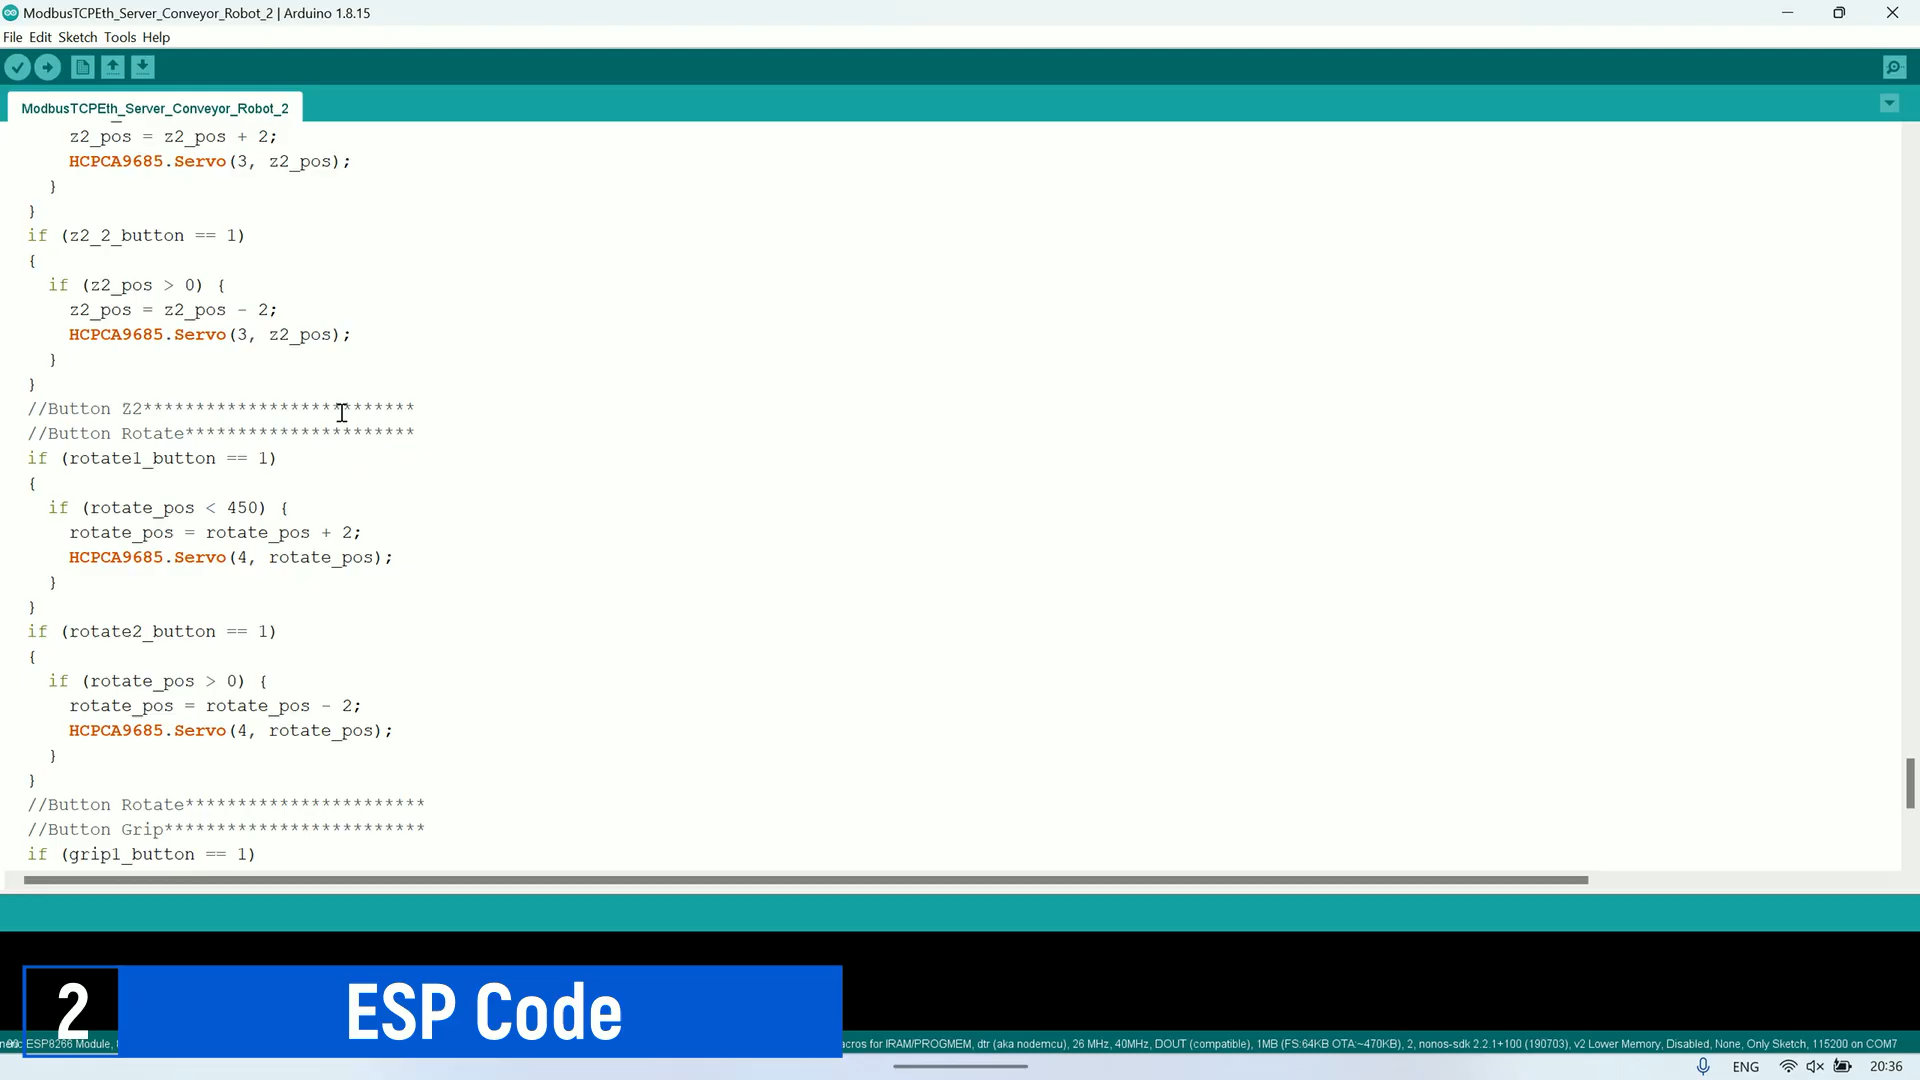 ModbusTCPEth_Server_Conveyor_Robot_2 | Arduino 1.8.15
File Edit Sketch Tools Help
ModbusTCPEth_Server_Conveyor_Robot_2
z2_pos = z2_pos + 2;
HCPCA9685.Servo(3, z2_pos);
}
}
if (z2_2_button == 1)
{
if (z2_pos > 0) {
z2_pos = z2_pos - 2;
HCPCA9685.Servo(3, z2_pos);
}
}
//Button Z2**************************
//Button Rotate**********************
if (rotate1_button == 1)
{
if (rotate_pos < 450) {
rotate_pos = rotate_pos + 2;
HCPCA9685.Servo(4, rotate_pos);
}
}
if (rotate2_button == 1)
{
if (rotate_pos > 0) {
rotate_pos = rotate_pos - 2;
HCPCA9685.Servo(4, rotate_pos);
}
}
//Button Rotate***********************
//Button Grip*************************
if (grip1_button == 1)
2 ESP Code
ESP8266 Module, acros for IRAM/PROGMEM, dtr (aka nodemcu), 26 MHz, 40MHz, DOUT (compatible), 1MB (FS:64KB OTA:~470KB), 2, nonos-sdk 2.2.1+100 (190703), v2 Lower Memory, Disabled, None, Only Sketch, 115200 on COM7
ENG 20:36